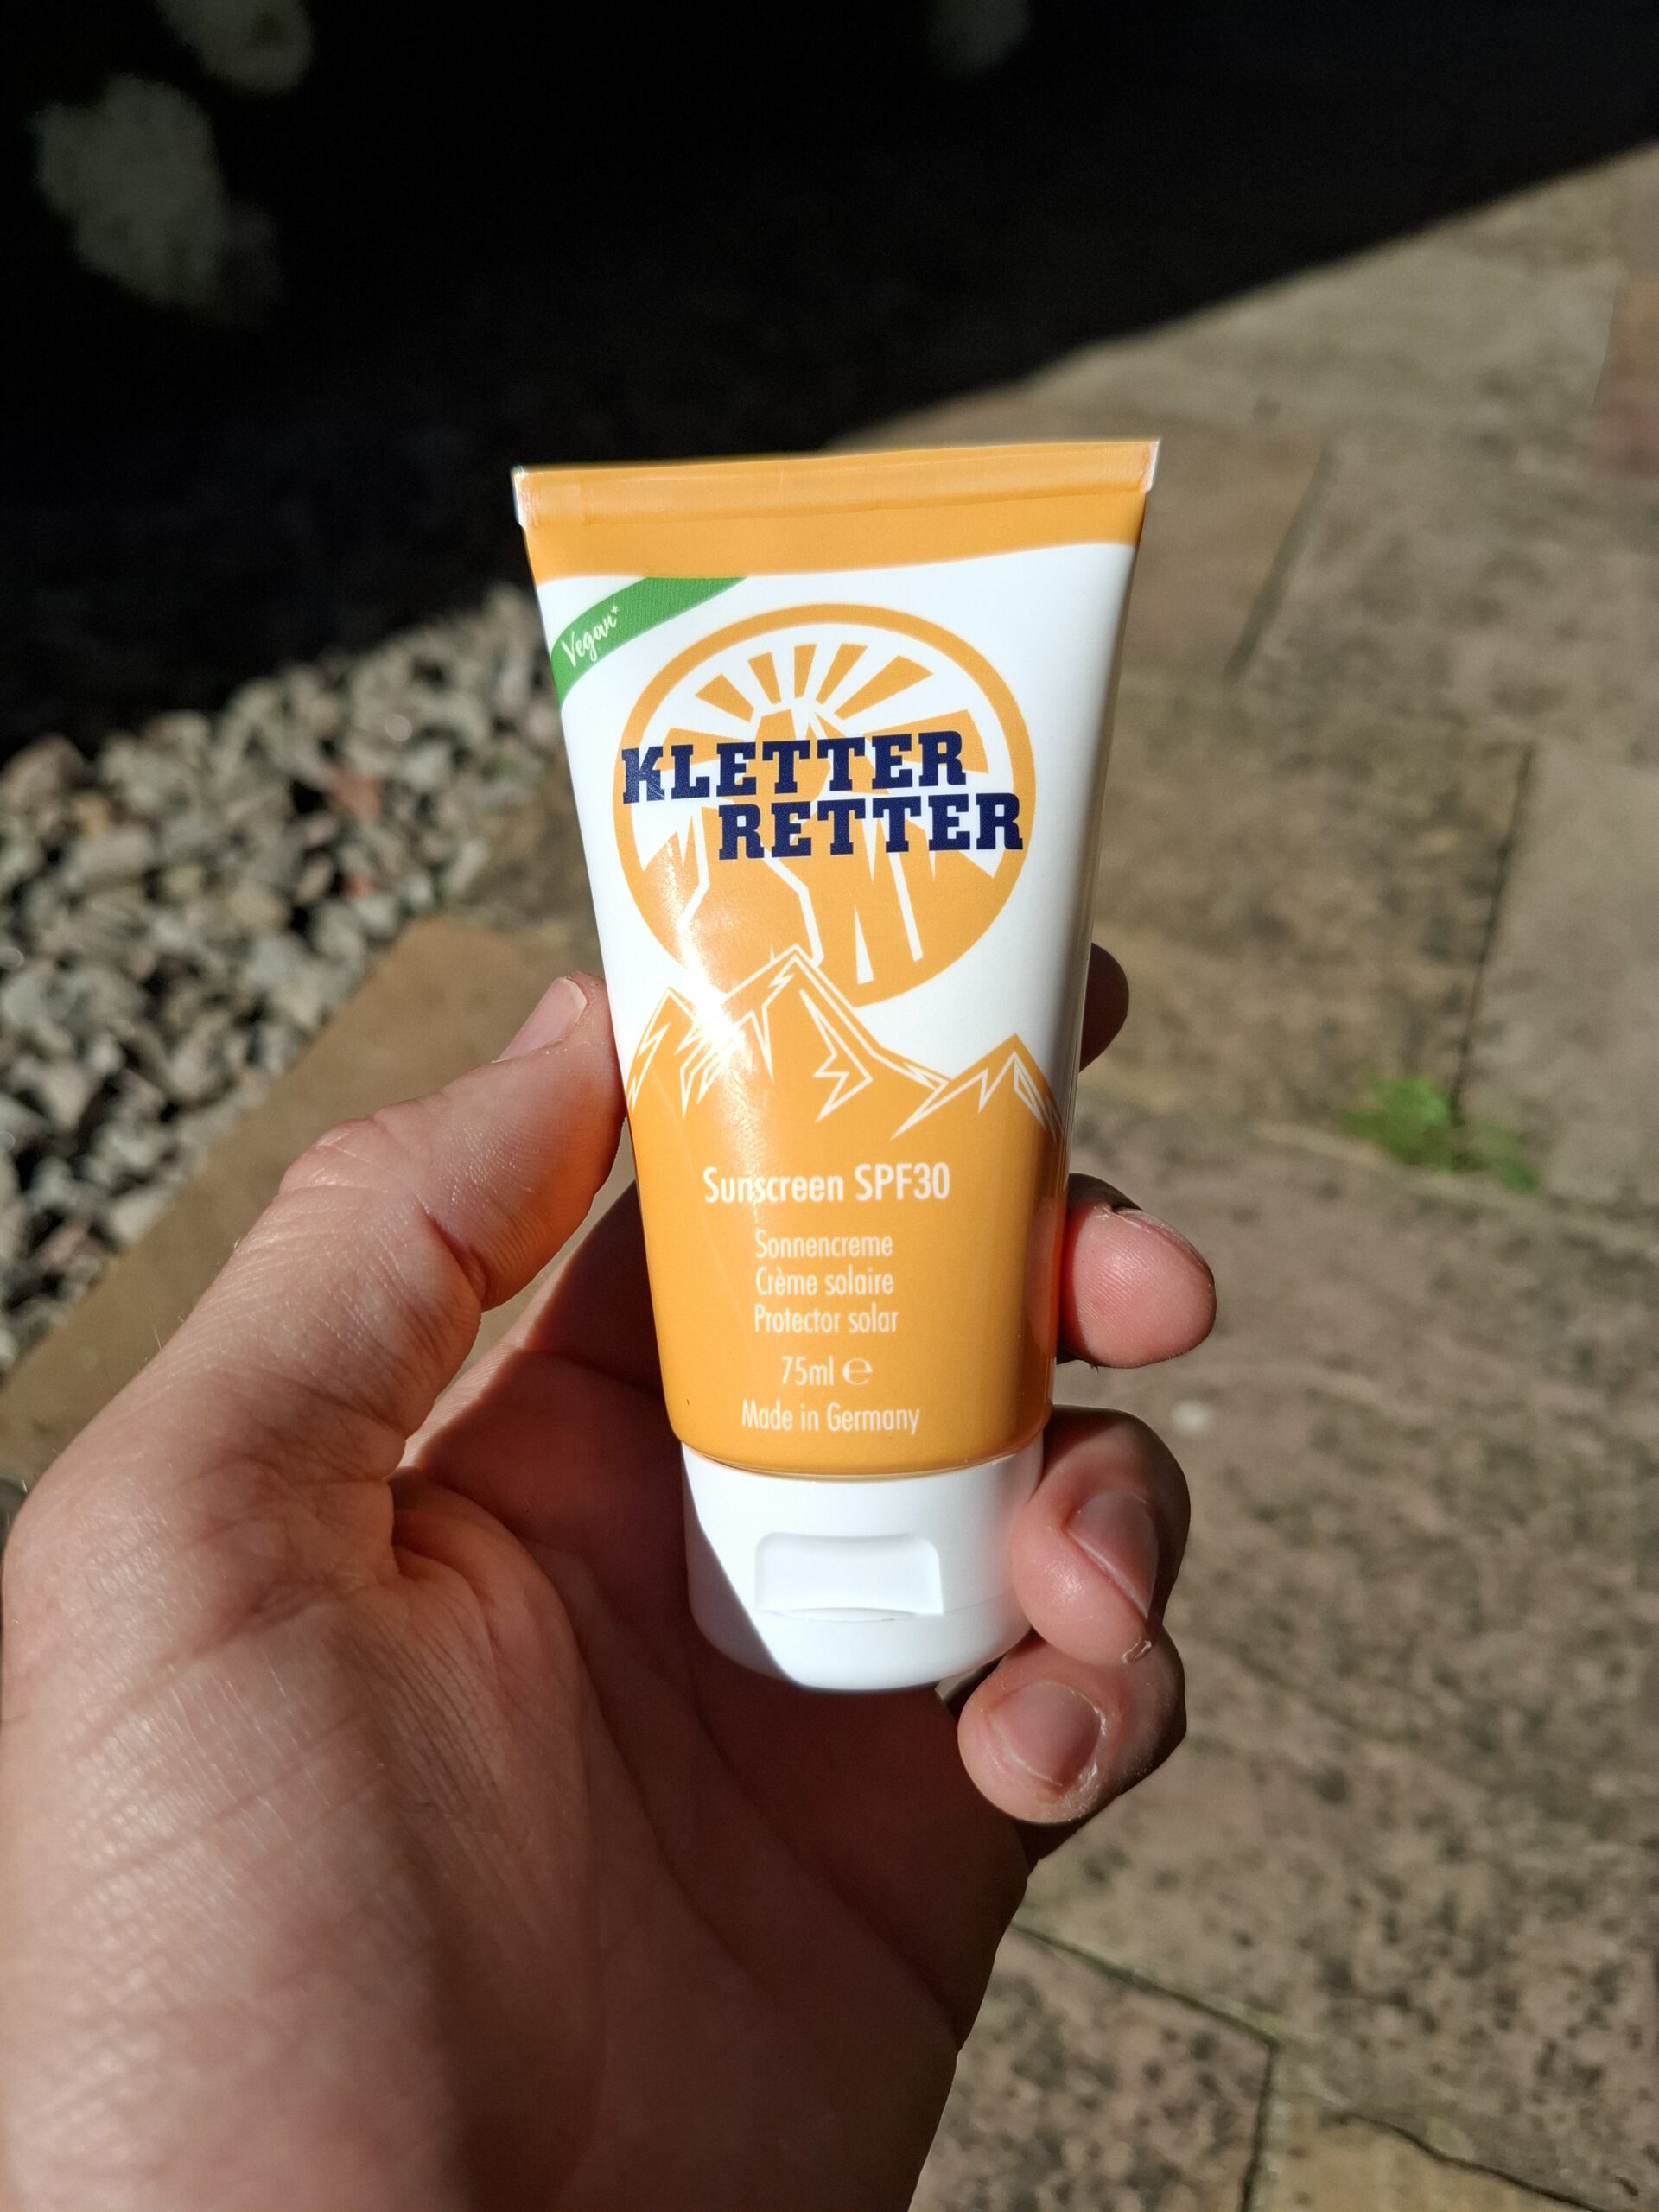 Vegan*
KLETTER
RETTER
Sunscreen SPF30
Sonnencreme
Crème solaire
Protector solar
75ml ℮
Made in Germany